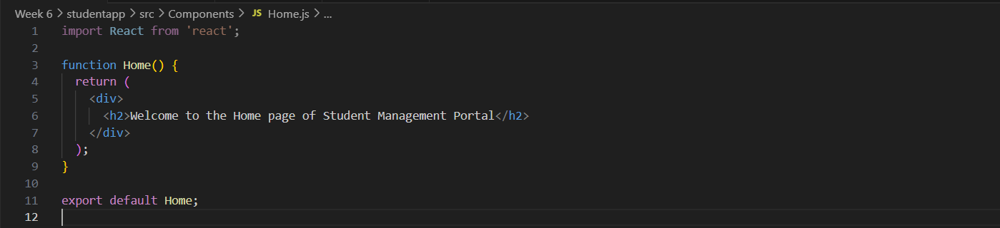 Week 6 > studentapp > src > Components > JS Home.js > ...
1 import React from 'react';
2
3 function Home() {
4   return (
5     <div>
6       <h2>Welcome to the Home page of Student Management Portal</h2>
7     </div>
8   );
9 }
10
11 export default Home;
12